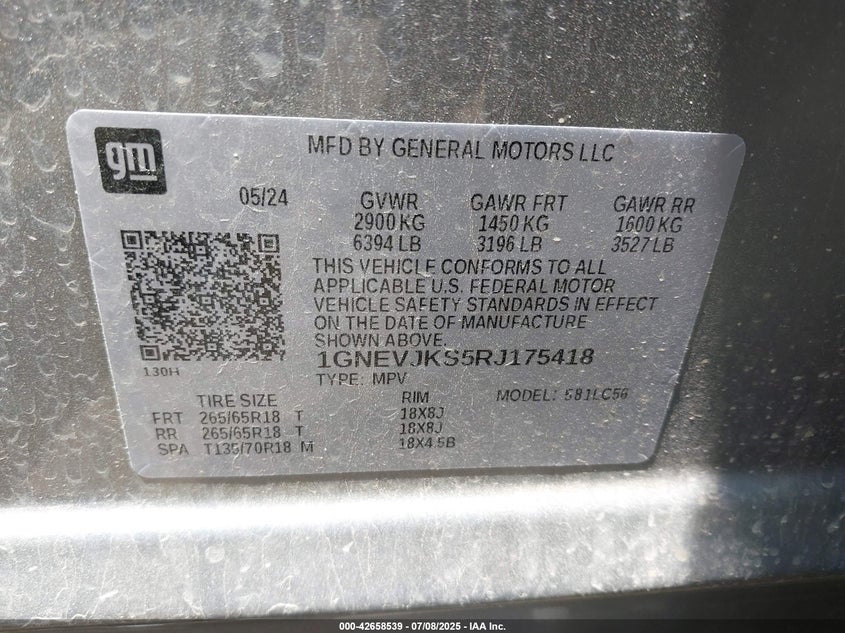 gm
MFD BY GENERAL MOTORS LLC
05/24 GVWR GAWR FRT GAWR RR
2900 KG 1450 KG 1600 KG
6394 LB 3196 LB 3527 LB
THIS VEHICLE CONFORMS TO ALL
APPLICABLE U.S. FEDERAL MOTOR
VEHICLE SAFETY STANDARDS IN EFFECT
ON THE DATE OF MANUFACTURE
SHOWN ABOVE.
1GNEVJKS5RJ175418
130H
TYPE: MPV MODEL:
TIRE SIZE RIM
FRT 265/65R18 T 18X8J
RR 265/65R18 T 18X8J
SPA T135/70R18 M 18X4.5B
000-42658539 - 07/08/2025 - IAA Inc.